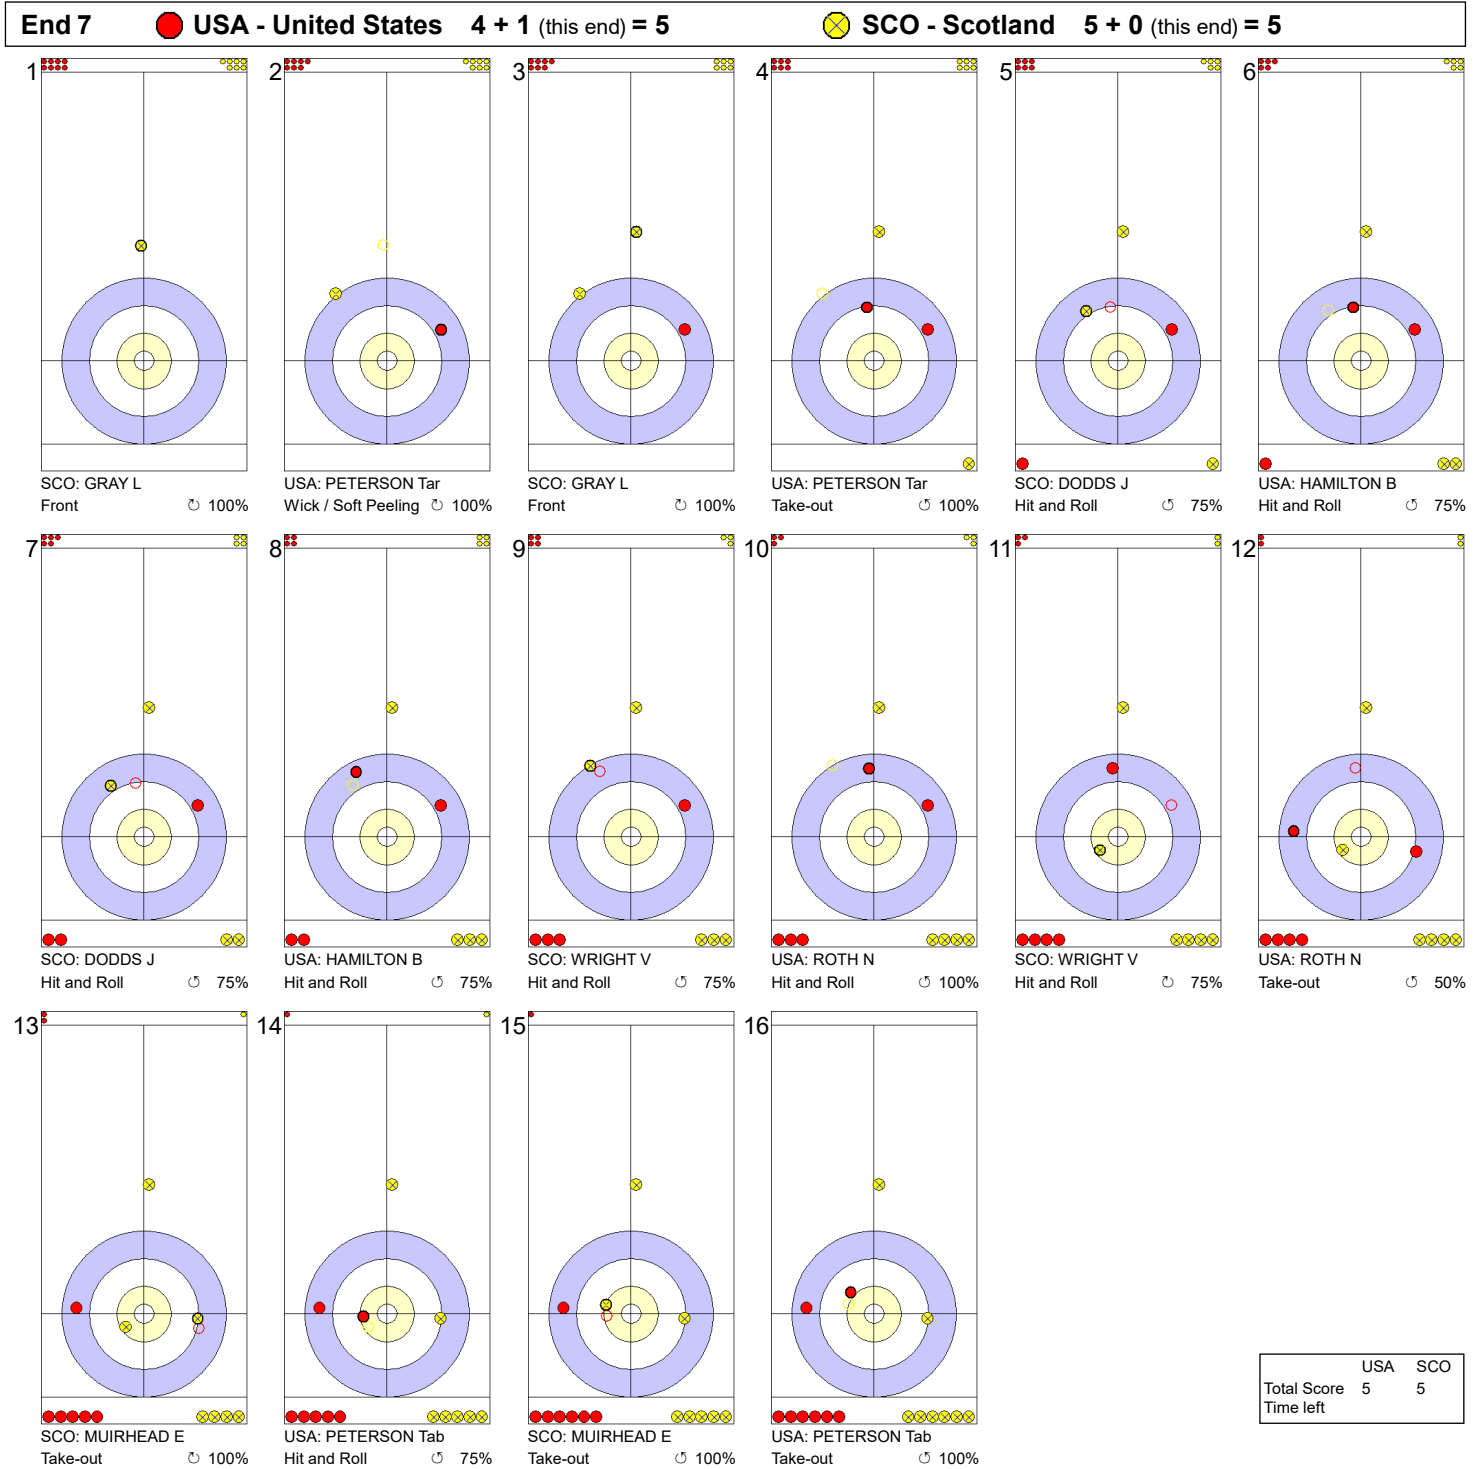 End 7 USA - United States 4 + 1 (this end) = 5 SCO - Scotland 5 + 0 (this end) = 5
1 2 3 4 5 6
SCO: GRAY L USA: PETERSON Tar SCO: GRAY L USA: PETERSON Tar SCO: DODDS J USA: HAMILTON B
Front ↻ 100% Wick / Soft Peeling ↻ 100% Front ↻ 100% Take-out ↺ 100% Hit and Roll ↺ 75% Hit and Roll ↺ 75%
7 8 9 10 11 12
SCO: DODDS J USA: HAMILTON B SCO: WRIGHT V USA: ROTH N SCO: WRIGHT V USA: ROTH N
Hit and Roll ↺ 75% Hit and Roll ↺ 75% Hit and Roll ↺ 75% Hit and Roll ↺ 100% Hit and Roll ↺ 75% Take-out ↺ 50%
13 14 15 16
SCO: MUIRHEAD E USA: PETERSON Tab SCO: MUIRHEAD E USA: PETERSON Tab
Take-out ↻ 100% Hit and Roll ↺ 75% Take-out ↺ 100% Take-out ↺ 100%
USA SCO
Total Score 5 5
Time left